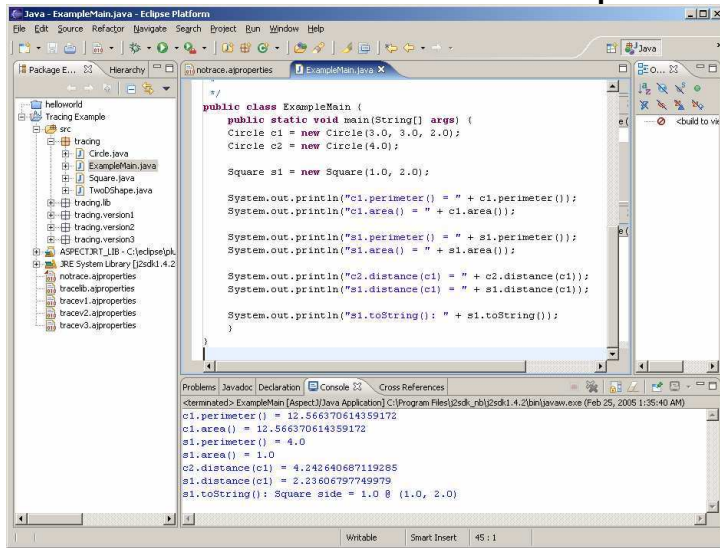 Java - ExampleMain.java - Eclipse Platform
File Edit Source Refactor Navigate Search Project Run Window Help
Java
Package E...
Hierarchy
notrace.ajproperties
ExampleMain.java
O...
helloworld
Tracing Example
src
tracing
Circle.java
ExampleMain.java
Square.java
TwoDShape.java
tracing.lib
tracing.version1
tracing.version2
tracing.version3
ASPECTJRT_LIB - C:\eclipse\plu
JRE System Library [j2sdk1.4.2
notrace.ajproperties
tracelib.ajproperties
tracev1.ajproperties
tracev2.ajproperties
tracev3.ajproperties
*/
public class ExampleMain {
public static void main(String[] args) {
Circle c1 = new Circle(3.0, 3.0, 2.0);
Circle c2 = new Circle(4.0);
Square s1 = new Square(1.0, 2.0);
System.out.println("c1.perimeter() = " + c1.perimeter());
System.out.println("c1.area() = " + c1.area());
System.out.println("s1.perimeter() = " + s1.perimeter());
System.out.println("s1.area() = " + s1.area());
System.out.println("c2.distance(c1) = " + c2.distance(c1));
System.out.println("s1.distance(c1) = " + s1.distance(c1));
System.out.println("s1.toString(): " + s1.toString());
}
}
<build to vie
Problems Javadoc Declaration Console Cross References
<terminated> ExampleMain [AspectJ/Java Application] C:\Program Files\j2sdk_nb\j2sdk1.4.2\bin\javaw.exe (Feb 25, 2005 1:35:40 AM)
c1.perimeter() = 12.566370614359172
c1.area() = 12.566370614359172
s1.perimeter() = 4.0
s1.area() = 1.0
c2.distance(c1) = 4.242640687119285
s1.distance(c1) = 2.23606797749979
s1.toString(): Square side = 1.0 @ (1.0, 2.0)
Writable
Smart Insert
45 : 1